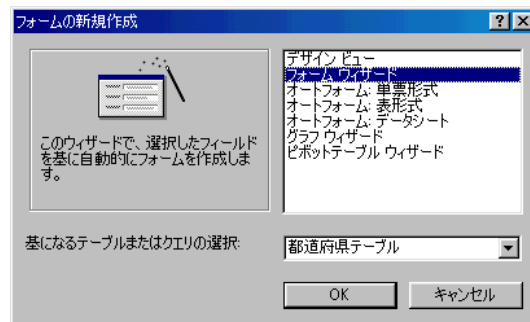 フォームの新規作成
デザイン ビュー
フォーム ウィザード
オートフォーム: 単票形式
オートフォーム: 表形式
オートフォーム: データシート
グラフ ウィザード
ピボットテーブル ウィザード
このウィザードで、選択したフィールド
を基に自動的にフォームを作成しま
す。
基になるテーブルまたはクエリの選択:
都道府県テーブル
OK
キャンセル